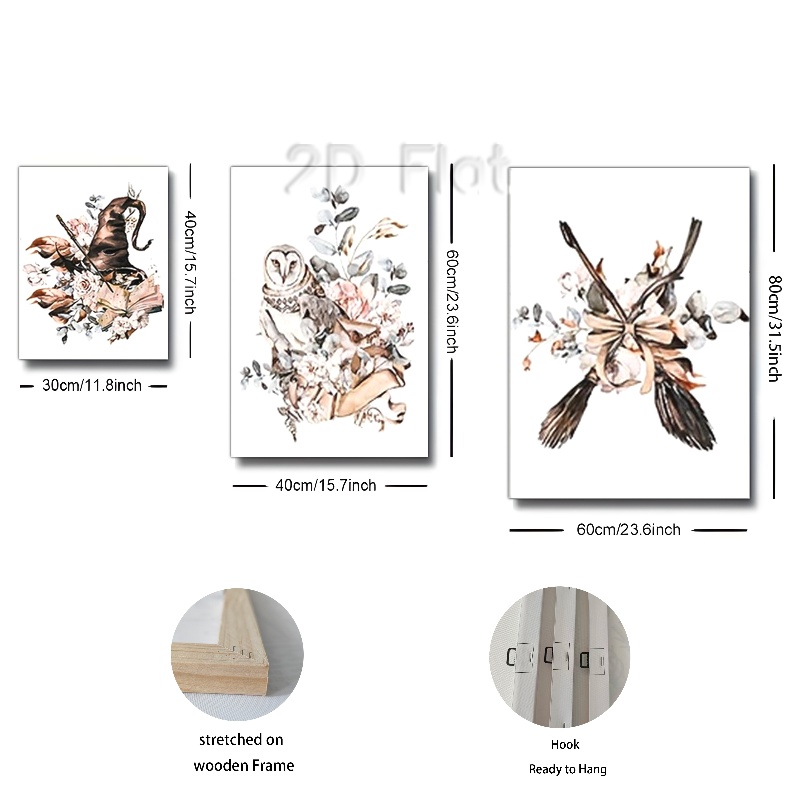 2D Flat
40cm/15.7inch
30cm/11.8inch
60cm/23.6inch
40cm/15.7inch
80cm/31.5inch
60cm/23.6inch
stretched on
wooden Frame
Hook
Ready to Hang